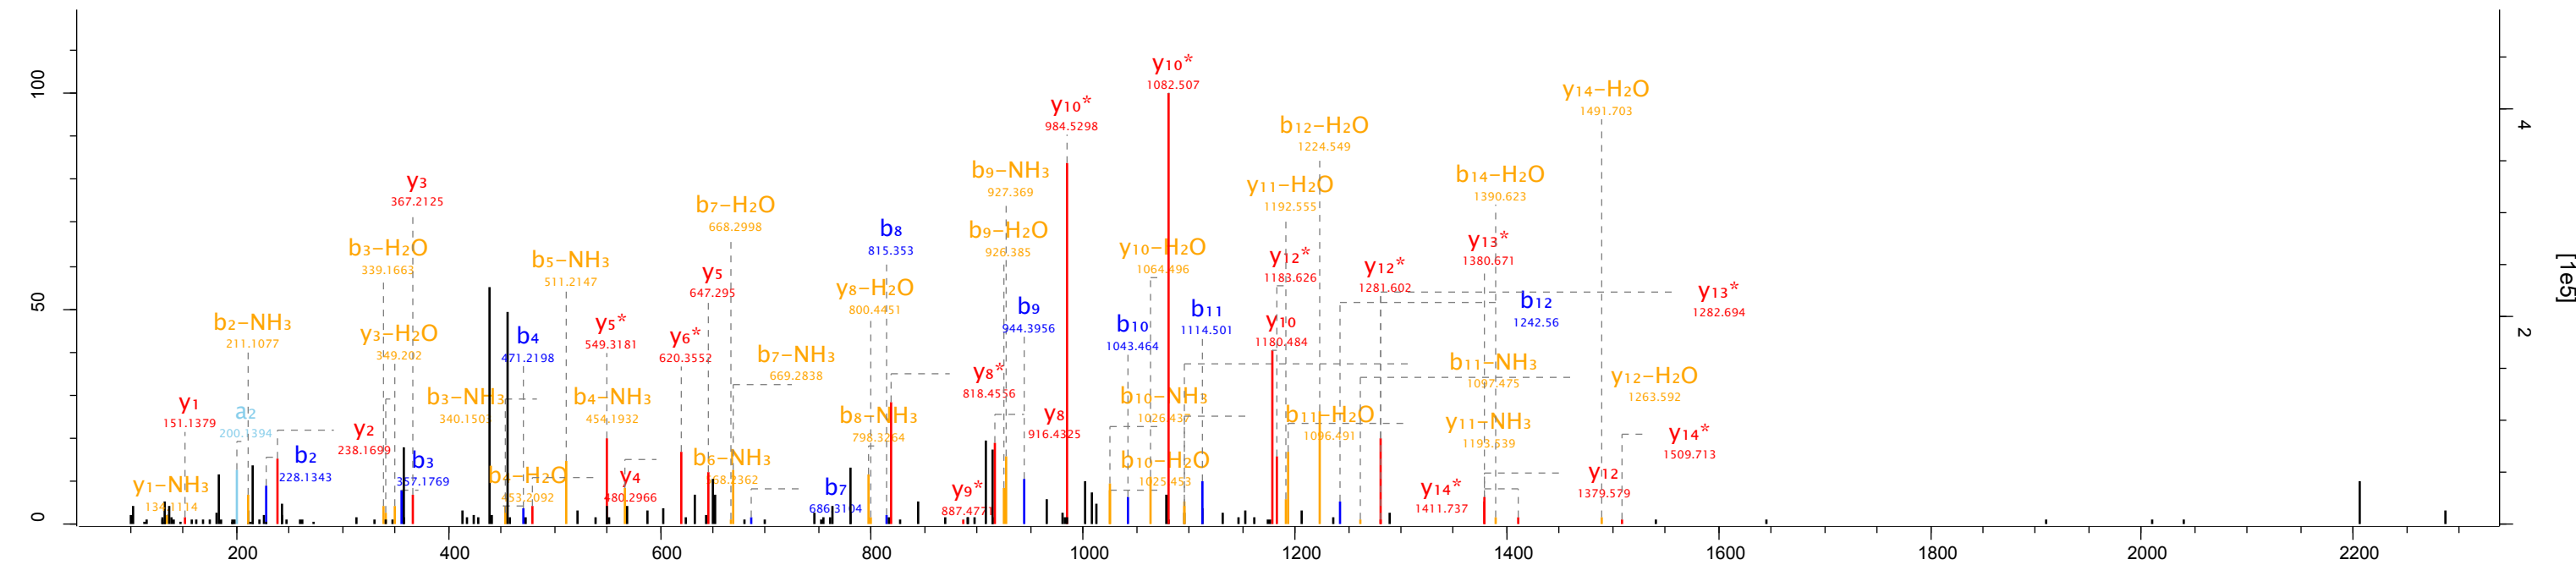 y₁₀*
1082.507
y₁₀*
984.5298
y₁₄−H₂O
1491.703
b₁₂−H₂O
1224.549
b₉−NH₃
927.369
b₁₄−H₂O
1390.623
y₃
367.2125
y₁₁−H₂O
1192.555
b₇−H₂O
668.2998
b₈
815.353
b₉−H₂O
926.385
b₃−H₂O
339.1663
y₁₀−H₂O
1064.496
y₁₃*
1380.671
b₅−NH₃
511.2147
y₁₂*
1183.626
y₁₂*
1281.602
y₅
647.295
y₈−H₂O
800.4451
y₁₃*
1282.694
b₁₂
1242.56
b₉
944.3956
b₁₁
1114.501
b₂−NH₃
211.1077
y₃−H₂O
349.202
b₄
471.2198
y₅*
549.3181
y₆*
620.3552
b₁₀
1043.464
y₁₀
1180.484
b₇−NH₃
669.2838
b₁₁−NH₃
1097.475
y₈*
818.4556
y₁₂−H₂O
1263.592
b₃−NH₃
340.1503
b₄−NH₃
454.1932
b₁₀−NH₃
1026.437
y₁
151.1379
a₂
200.1394
b₈−NH₃
798.3264
y₈
916.4325
b₁₁−H₂O
1096.491
y₁₁−NH₃
1193.539
y₂
238.1699
y₁₄*
1509.713
b₂
228.1343
b₃
357.1769
b₄−H₂O
453.2092
y₄
480.2966
b₆−NH₃
b₁₀−H₂O
1025.453
y₁₂
1379.579
y₁−NH₃
134.1114
b₇
686.3104
y₉*
887.4771
y₁₄*
1411.737
100
50
0
4
2
[1e5]
200 400 600 800 1000 1200 1400 1600 1800 2000 2200